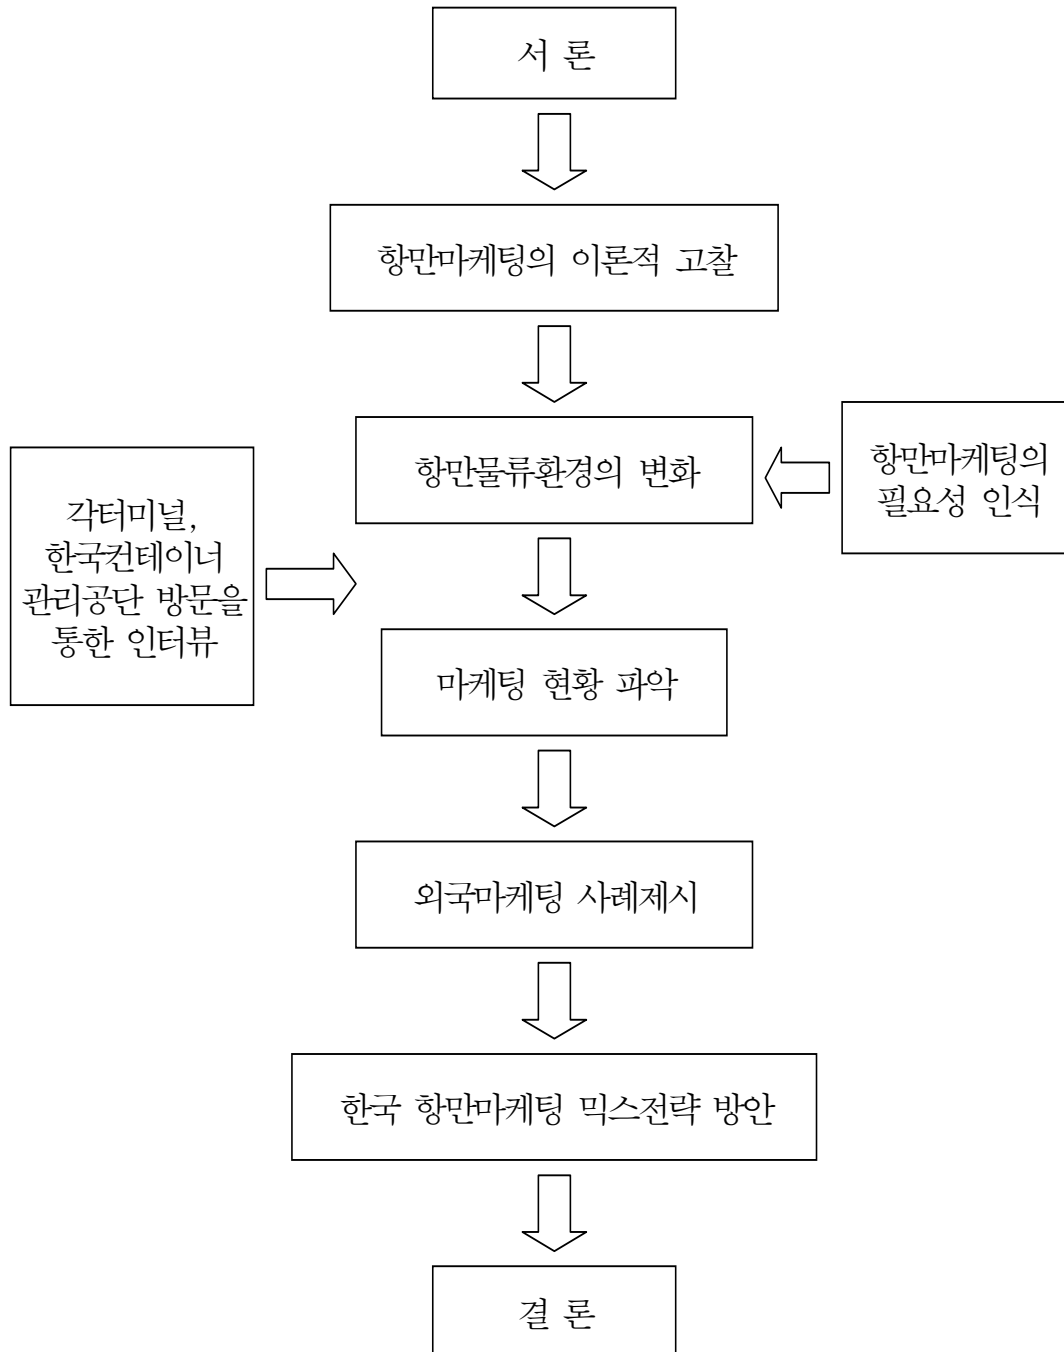 서 론
항만마케팅의 이론적 고찰
항만물류환경의 변화
항만마케팅의
필요성 인식
각터미널,
한국컨테이너
관리공단 방문을
통한 인터뷰
마케팅 현황 파악
외국마케팅 사례제시
한국 항만마케팅 믹스전략 방안
결 론